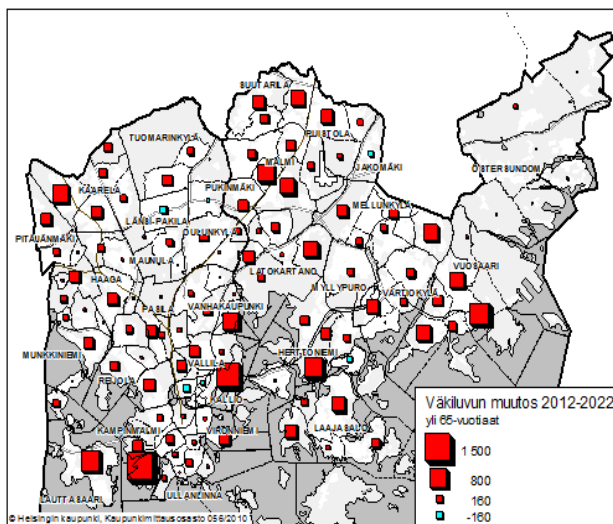 SUUTARILA
TUOMARINKYLÄ
PUISTOLA
MALMI
JAKOMÄKI
ÖSTERSUNDOM
KAARELA
PUKINMÄKI
LÄNSI-PAKILA
MELLUNKYLÄ
PITÄJÄNMÄKI
OULUNKYLÄ
MAUNULA
LATOKARTANO
VUOSAARI
HAAGA
MYLLYPURO
VARTIOKYLÄ
PASILA
VANHAKAUPUNKI
MUNKKINIEMI
VALLILA
HERTTONIEMI
REIJOLA
KALLIO
KAMPINMALMI
VIRONNIEMI
LAAJASALO
LAUTTASAARI
ULLANLINNA
Väkiluvun muutos 2012-2022
yli 65-vuotiaat
1 500
800
160
-160
© Helsingin kaupunki, Kaupunkimittausosasto 056/2010